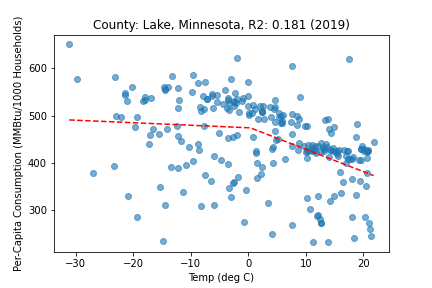 County: Lake, Minnesota, R2: 0.181 (2019)
Per-Capita Consumption (MMBtu/1000 Households)
600
500
400
300
−30 −20 −10 0 10 20
Temp (deg C)